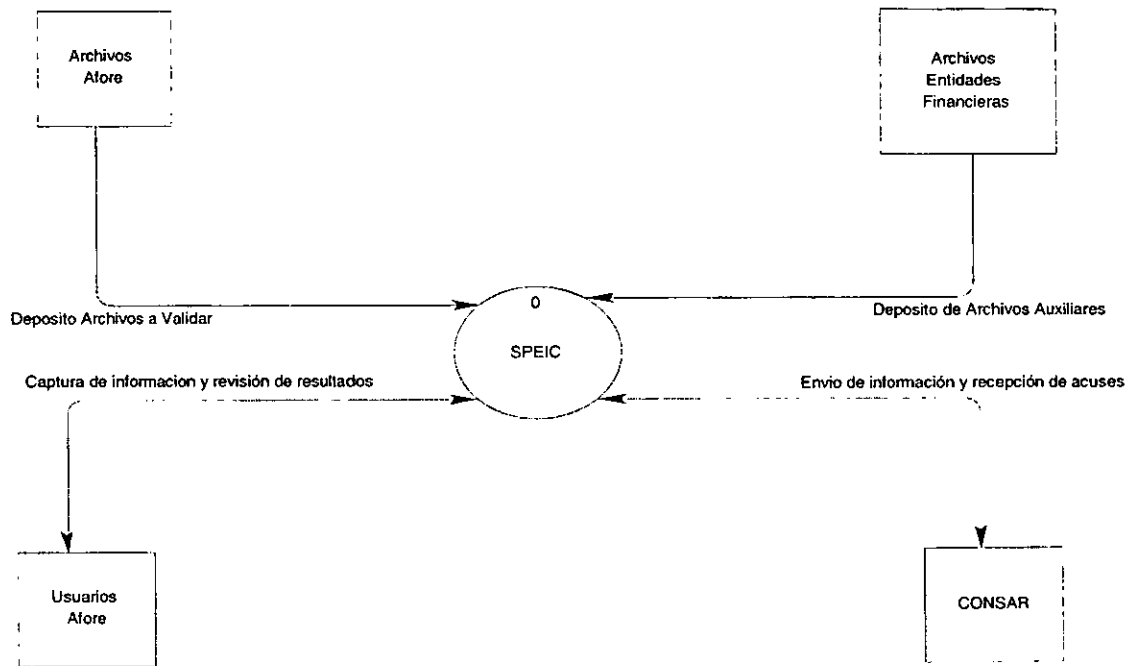 Archivos
Afore
Archivos
Entidades
Financieras
Deposito Archivos a Validar
0
SPEIC
Deposito de Archivos Auxiliares
Captura de informacion y revisión de resultados
Envio de información y recepción de acuses
Usuarios
Afore
CONSAR